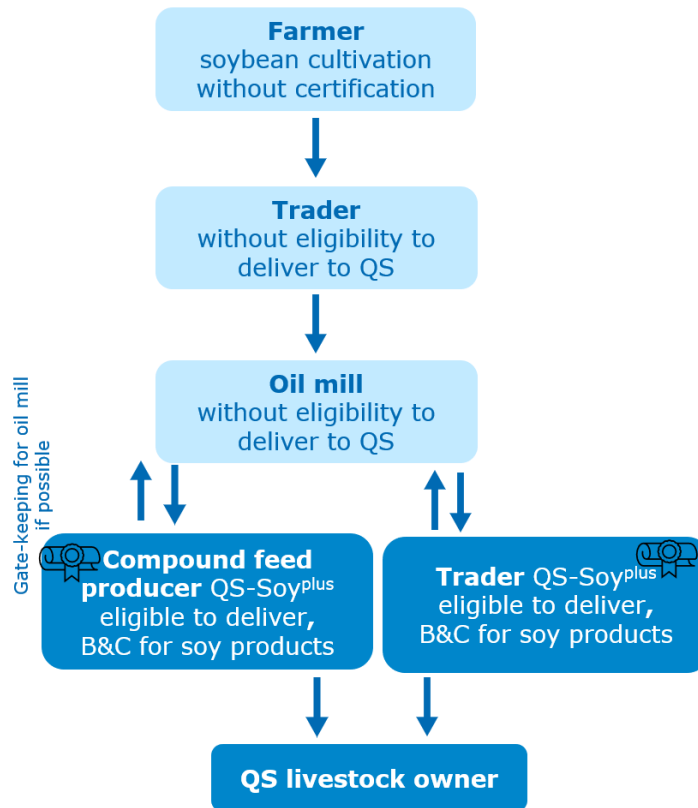 Farmer
soybean cultivation
without certification
Trader
without eligibility to
deliver to QS
Oil mill
without eligibility to
deliver to QS
Gate-keeping for oil mill
if possible
Compound feed
producer QS-Soyplus
eligible to deliver,
B&C for soy products
Trader QS-Soyplus
eligible to deliver,
B&C for soy products
QS livestock owner